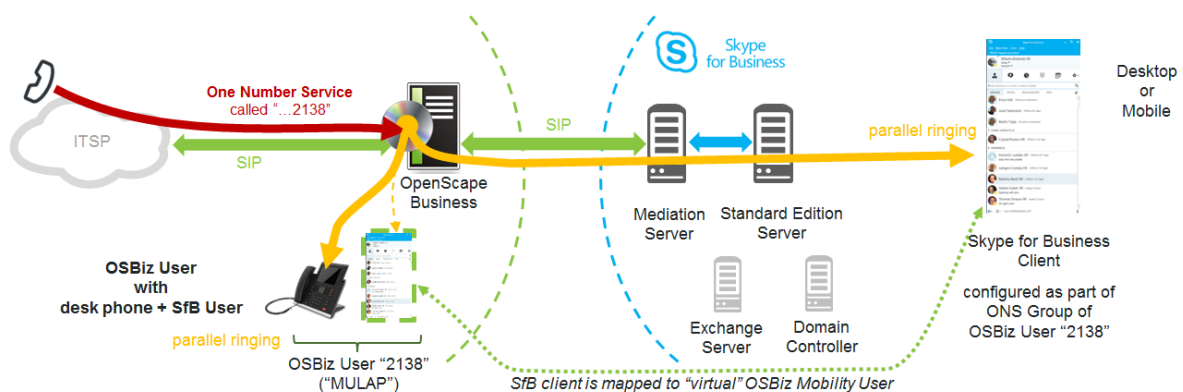 Skype
for Business
Desktop
or
Mobile
One Number Service
called “...2138”
ITSP
SIP
SIP
parallel ringing
OpenScape
Business
Mediation
Server
Standard Edition
Server
Skype for Business
Client
configured as part of
ONS Group of
OSBiz User “2138”
OSBiz User
with
desk phone + SfB User
parallel ringing
Exchange
Server
Domain
Controller
OSBiz User “2138”
(“MULAP”)
SfB client is mapped to “virtual” OSBiz Mobility User